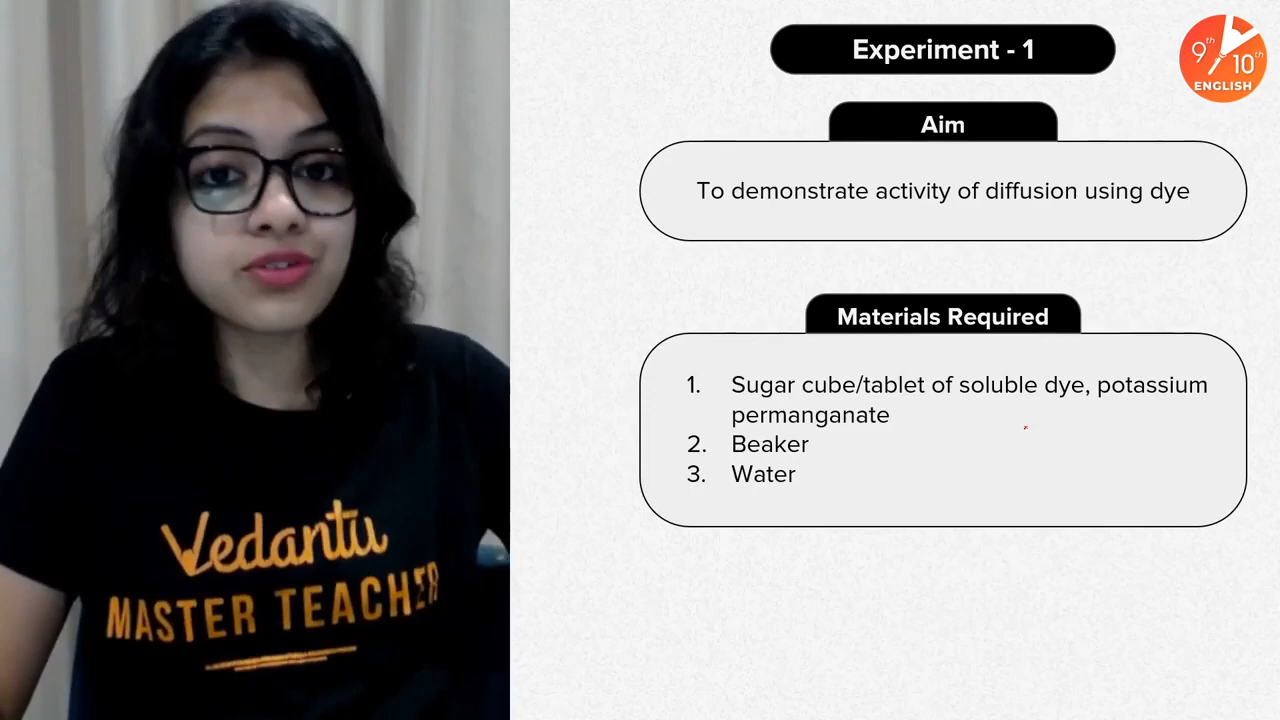 Experiment - 1
9th 10th
ENGLISH
Aim
To demonstrate activity of diffusion using dye
Materials Required
1. Sugar cube/tablet of soluble dye, potassium
permanganate
2. Beaker
3. Water
Vedantu
MASTER TEACHER